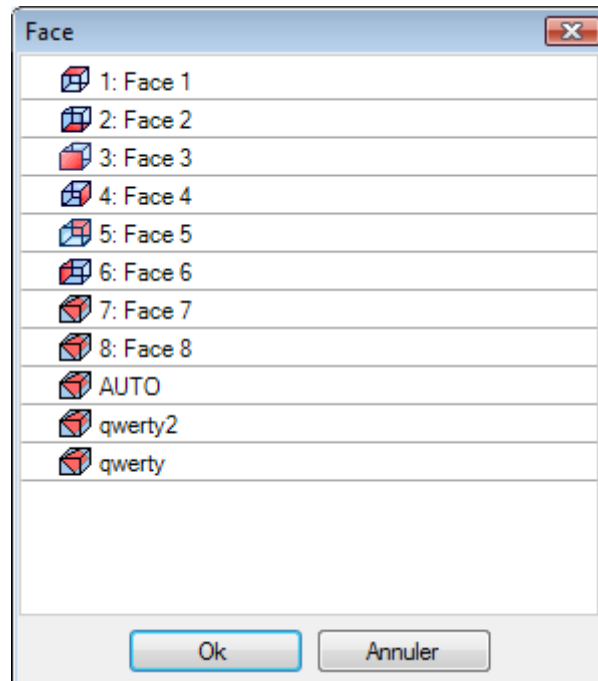 Face
1: Face 1
2: Face 2
3: Face 3
4: Face 4
5: Face 5
6: Face 6
7: Face 7
8: Face 8
AUTO
qwerty2
qwerty
Ok Annuler